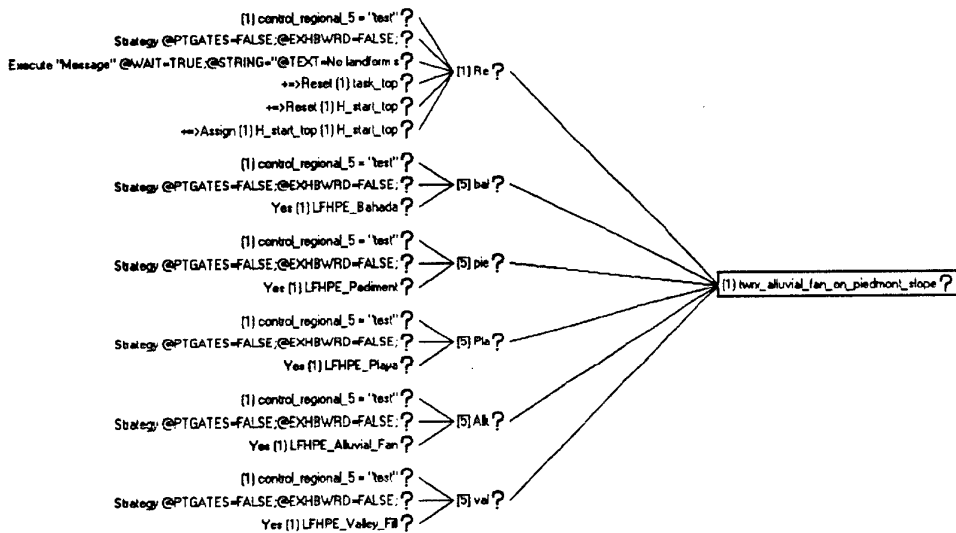 {1} control_regional_5 = "test" ?
Strategy @PTGATES=FALSE;@EXHBWRD=FALSE; ?
Execute "Message" @WAIT=TRUE;@STRING="@TEXT=No landform s ?
[1] Re ?
+=>Reset {1} task_top ?
+=>Reset {1} H_start_top ?
+=>Assign {1} H_start_top {1} H_start_top ?
{1} control_regional_5 = "test" ?
Strategy @PTGATES=FALSE;@EXHBWRD=FALSE; ?
[5] bal ?
Yes {1} LFHPE_Bahada ?
{1} control_regional_5 = "test" ?
Strategy @PTGATES=FALSE;@EXHBWRD=FALSE; ?
[5] pie ?
Yes {1} LFHPE_Pediment ?
{1} twrx_alluvial_fan_on_piedmont_slope ?
{1} control_regional_5 = "test" ?
Strategy @PTGATES=FALSE;@EXHBWRD=FALSE; ?
[5] Pla ?
Yes {1} LFHPE_Playa ?
{1} control_regional_5 = "test" ?
Strategy @PTGATES=FALSE;@EXHBWRD=FALSE; ?
[5] Allt ?
Yes {1} LFHPE_Alluvial_Fan ?
{1} control_regional_5 = "test" ?
Strategy @PTGATES=FALSE;@EXHBWRD=FALSE; ?
[5] val ?
Yes {1} LFHPE_Valley_Fill ?